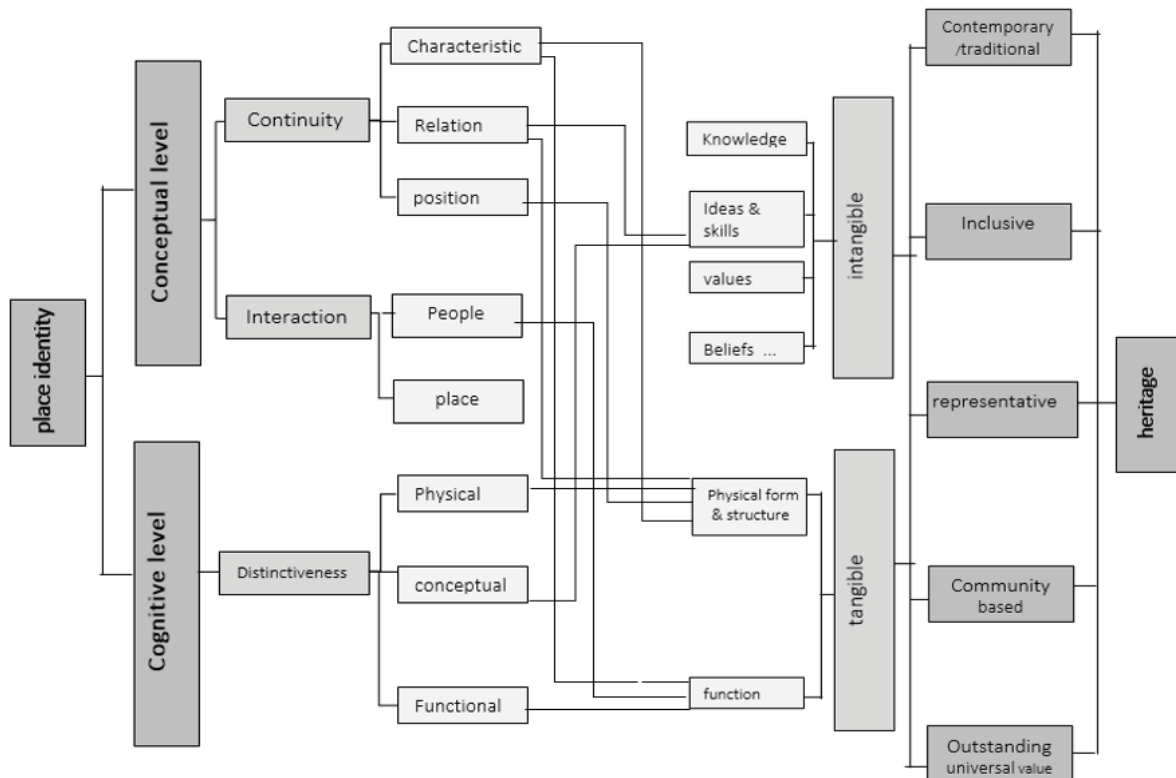 place identity
Conceptual level
Cognitive level
Continuity
Interaction
Distinctiveness
Characteristic
Relation
position
People
place
Physical
conceptual
Functional
Knowledge
Ideas &
skills
values
Beliefs ...
Physical form
& structure
function
intangible
tangible
Contemporary
/traditional
Inclusive
representative
Community
based
Outstanding
universal value
heritage